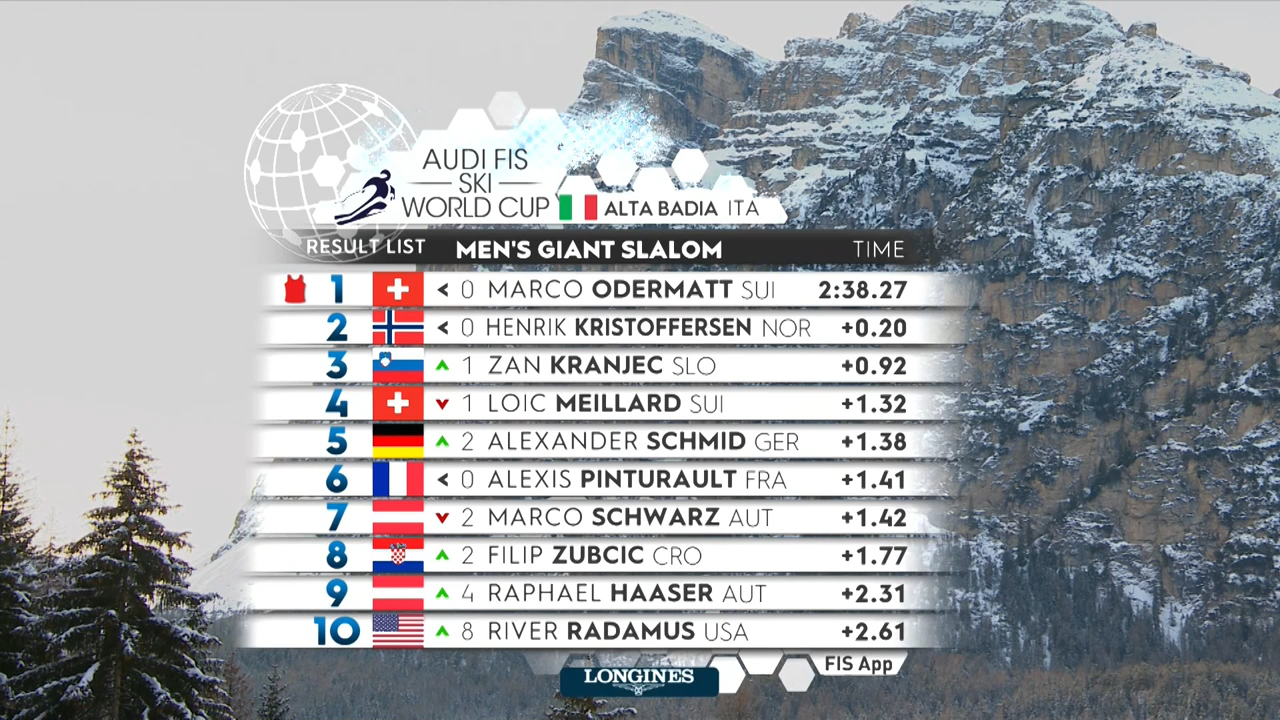 AUDI FIS
SKI
WORLD CUP
ALTA BADIA ITA
RESULT LIST MEN'S GIANT SLALOM TIME
1 < 0 MARCO ODERMATT SUI 2:38.27
2 < 0 HENRIK KRISTOFFERSEN NOR +0.20
3 1 ZAN KRANJEC SLO +0.92
4 1 LOIC MEILLARD SUI +1.32
5 2 ALEXANDER SCHMID GER +1.38
6 < 0 ALEXIS PINTURAULT FRA +1.41
7 2 MARCO SCHWARZ AUT +1.42
8 2 FILIP ZUBCIC CRO +1.77
9 4 RAPHAEL HAASER AUT +2.31
10 8 RIVER RADAMUS USA +2.61
FIS App
LONGINES